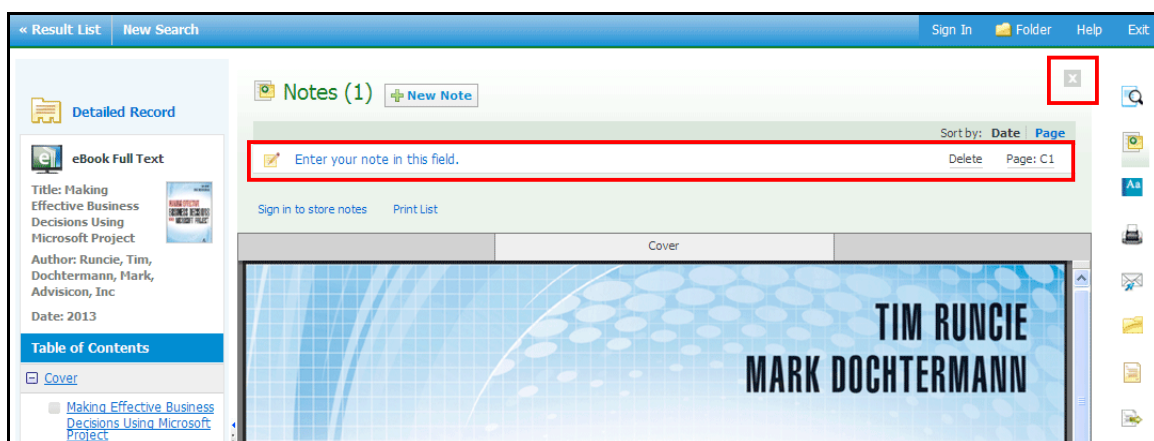 « Result List New Search Sign In Folder Help Exit
Detailed Record
eBook Full Text
Title: Making
Effective Business
Decisions Using
Microsoft Project
Author: Runcie, Tim,
Dochtermann, Mark,
Advisicon, Inc
Date: 2013
Table of Contents
Cover
Making Effective Business
Decisions Using Microsoft
Project
Notes (1) New Note
x
Sort by: Date Page
Enter your note in this field. Delete Page: C1
Sign in to store notes Print List
Cover
TIM RUNCIE
MARK DOCHTERMANN
Aa